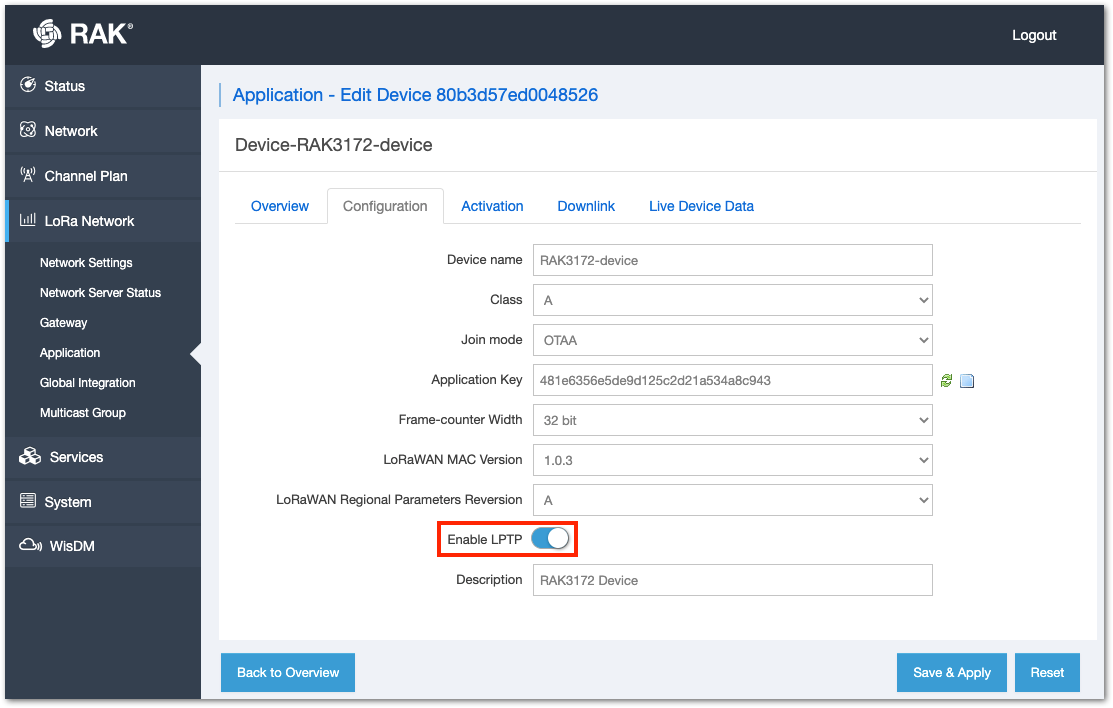 RAK®
Logout
Status
Network
Channel Plan
LoRa Network
Network Settings
Network Server Status
Gateway
Application
Global Integration
Multicast Group
Services
System
WisDM
Application - Edit Device 80b3d57ed0048526
Device-RAK3172-device
Overview Configuration Activation Downlink Live Device Data
Device name RAK3172-device
Class A
Join mode OTAA
Application Key 481e6356e5de9d125c2d21a534a8c943
Frame-counter Width 32 bit
LoRaWAN MAC Version 1.0.3
LoRaWAN Regional Parameters Reversion A
Enable LPTP
Description RAK3172 Device
Back to Overview Save & Apply Reset